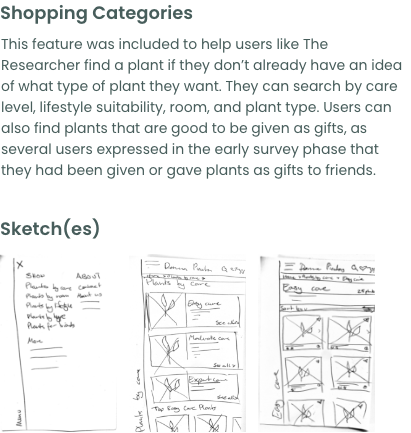 Shopping Categories
This feature was included to help users like The
Researcher find a plant if they don't already have an idea
of what type of plant they want. They can search by care
level, lifestyle suitability, room, and plant type. Users can
also find plants that are good to be given as gifts, as
several users expressed in the early survey phase that
they had been given or gave plants as gifts to friends.
Sketch(es)
X
SHOP ABOUT
Plants by care Contact
Plants by room About us
Plants by lifestyle
Plants by type
Plants for friends
More
Menu
Plants by care
Easy care
See all
Moderate care
See all
Expert care
See all
Top Easy Care Plants
Plants by care
Easy care
Easy care